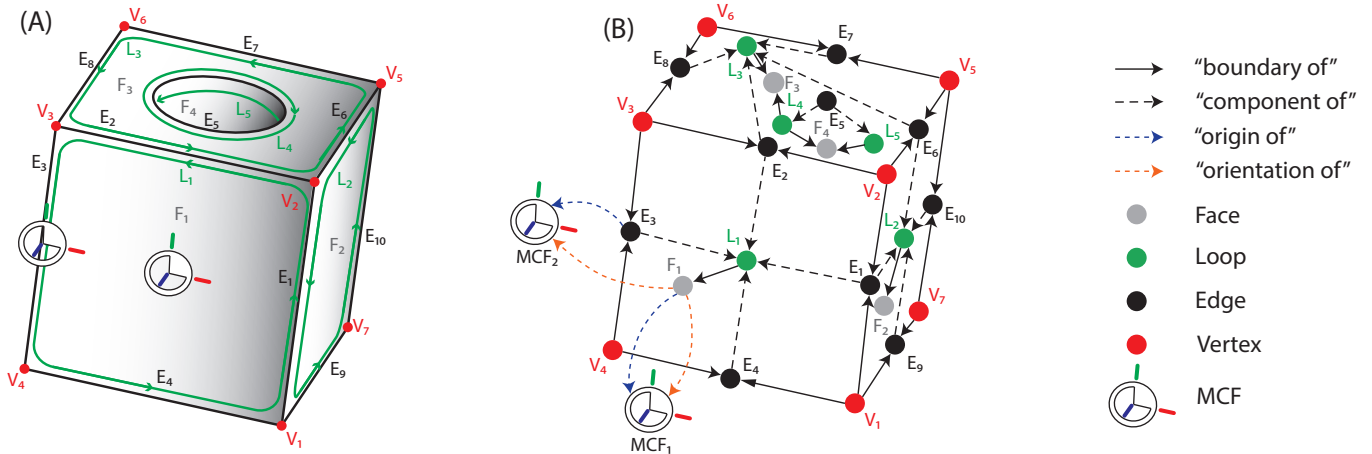 (A)
V6
E7
L3
E8
V5
F3
F4
E5
L5
E6
V3
E2
L4
E3
L1
V2
L2
F1
F2
E10
E1
V7
V4
E4
E9
V1
(B)
V6
E7
E8
L3
F3
V5
V3
L4
E5
F4
L5
E6
E2
V2
E3
L1
L2
E10
MCF2
F1
E1
V7
F2
V4
E4
E9
V1
MCF1
"boundary of"
"component of"
"origin of"
"orientation of"
Face
Loop
Edge
Vertex
MCF